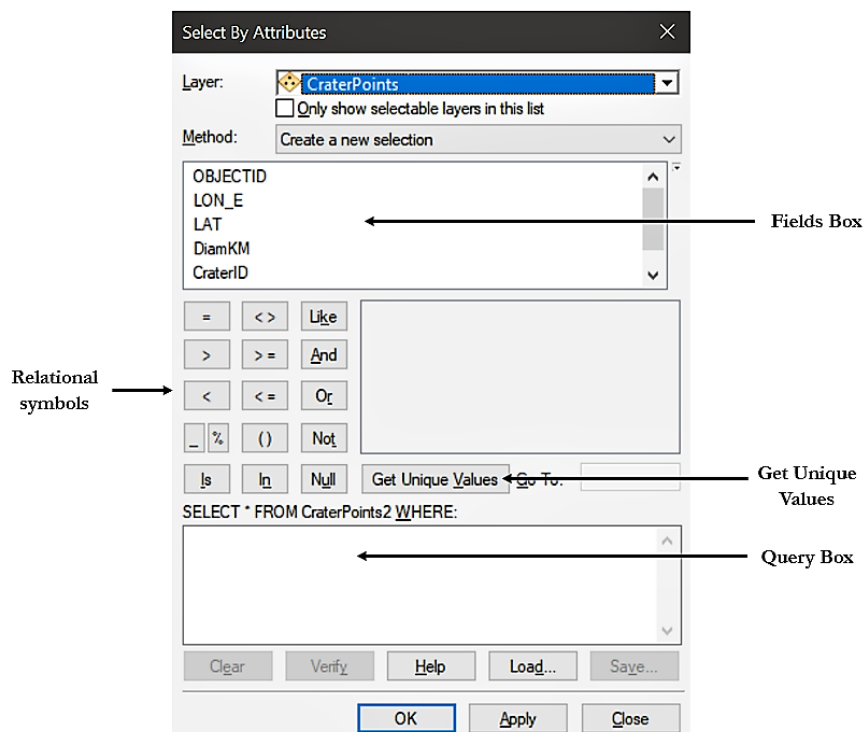 Select By Attributes
Layer:
CraterPoints
Only show selectable layers in this list
Method:
Create a new selection
OBJECTID
LON_E
LAT
DiamKM
CraterID
Fields Box
= <> Like
> >= And
< <= Or
_ % () Not
Is In Null
Relational
symbols
Get Unique Values Go To:
Get Unique
Values
SELECT * FROM CraterPoints2 WHERE:
Query Box
Clear Verify Help Load... Save...
OK Apply Close